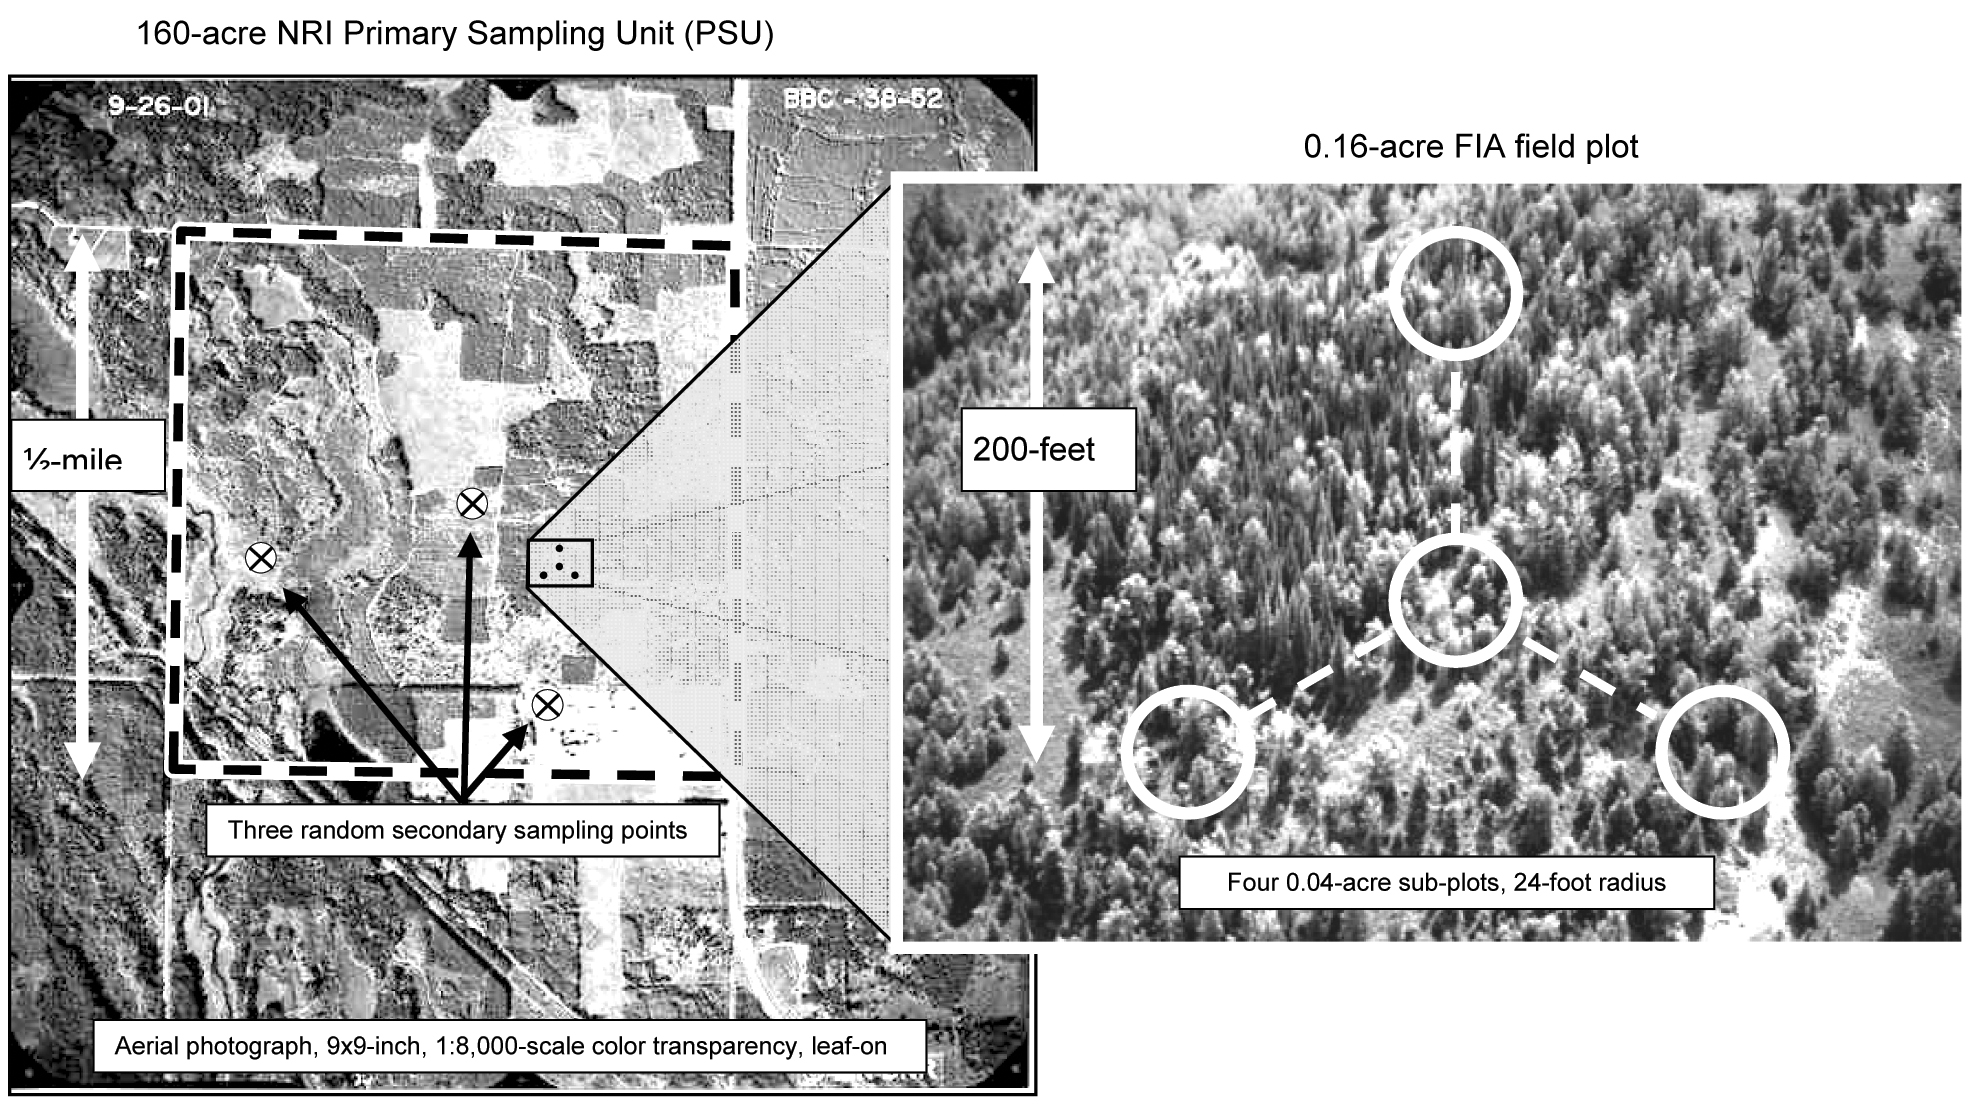 160-acre NRI Primary Sampling Unit (PSU)
9-26-01
BBC - 38-52
0.16-acre FIA field plot
½-mile
200-feet
Three random secondary sampling points
Four 0.04-acre sub-plots, 24-foot radius
Aerial photograph, 9x9-inch, 1:8,000-scale color transparency, leaf-on